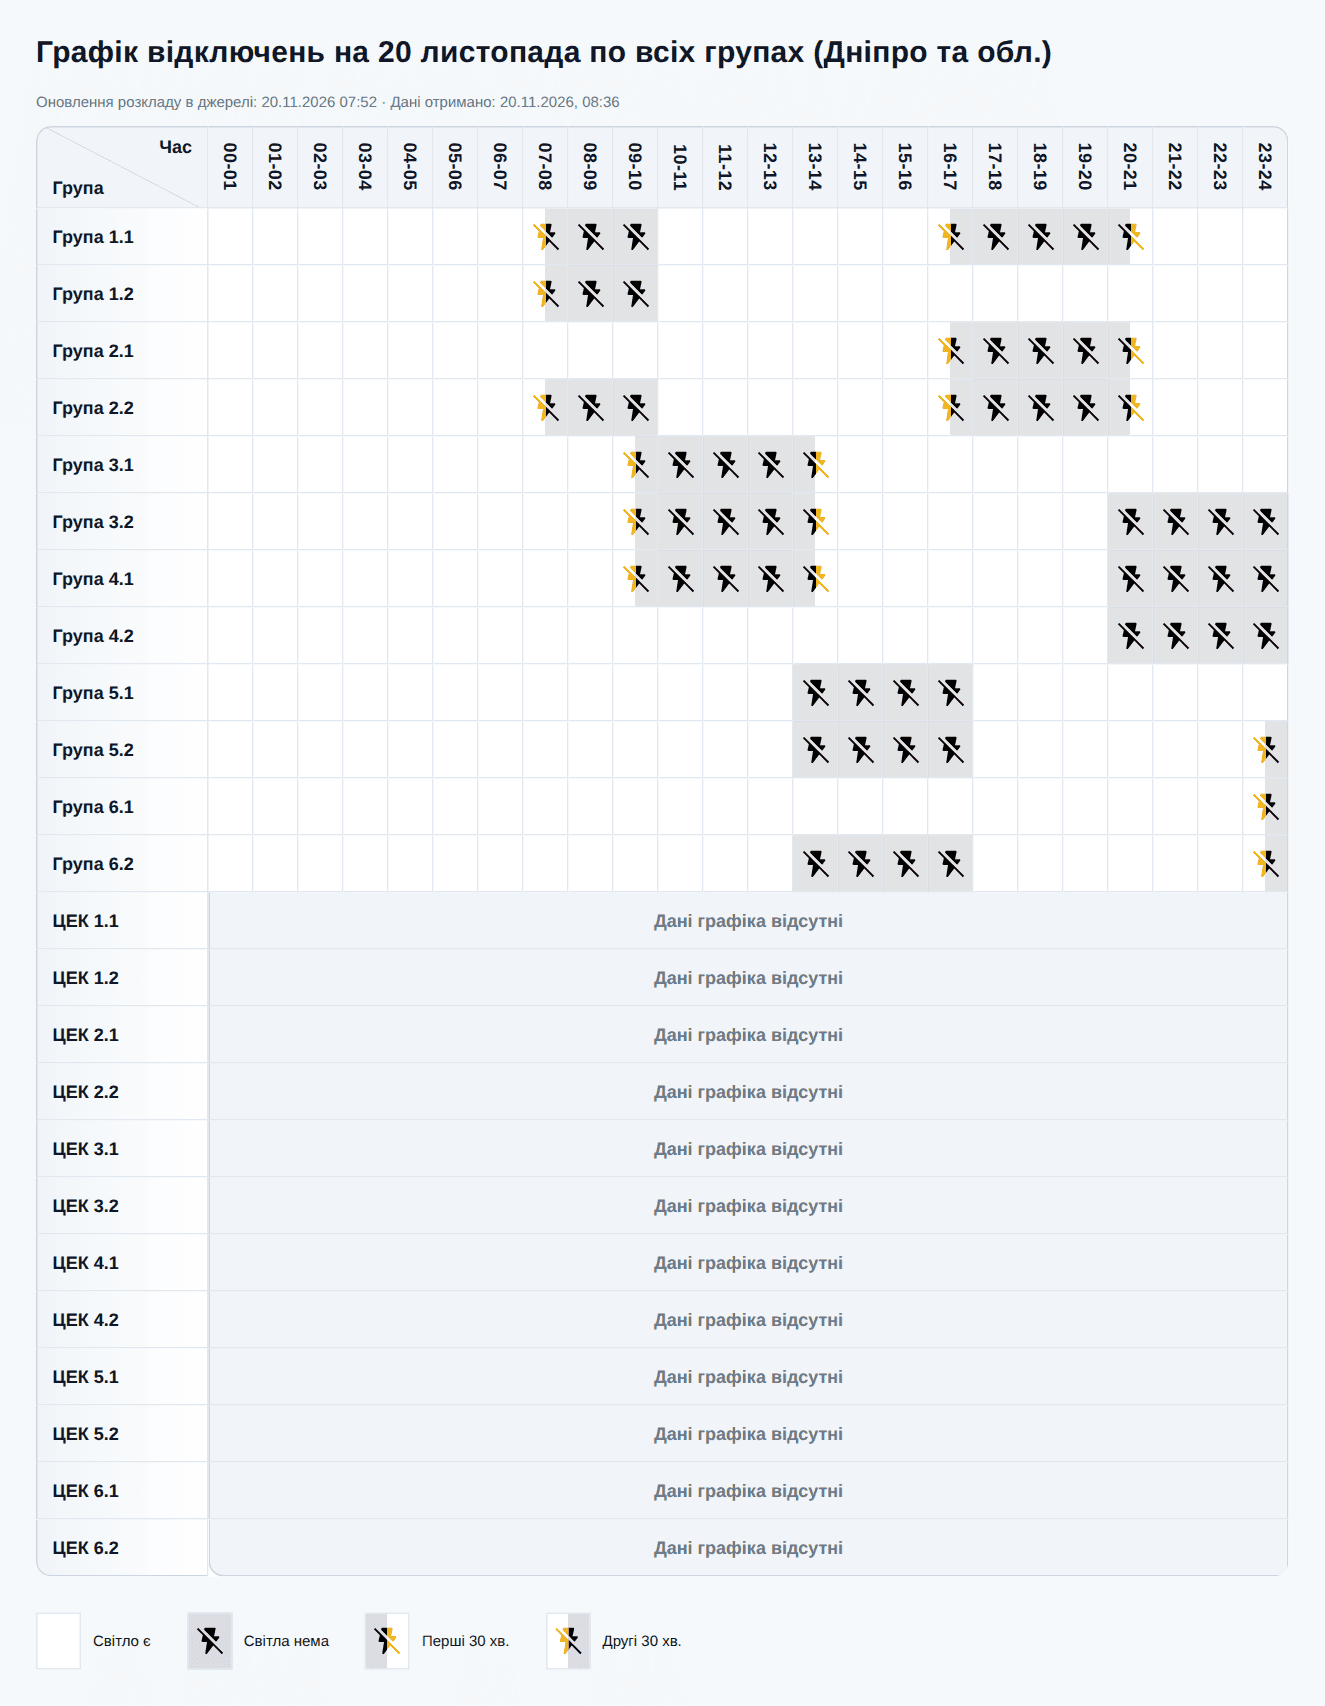 Графік відключень на 20 листопада по всіх групах (Дніпро та обл.)
Оновлення розкладу в джерелі: 20.11.2026 07:52 · Дані отримано: 20.11.2026, 08:36
Час
Група
00-01 01-02 02-03 03-04 04-05 05-06 06-07 07-08 08-09 09-10 10-11 11-12 12-13 13-14 14-15 15-16 16-17 17-18 18-19 19-20 20-21 21-22 22-23 23-24
Група 1.1
Група 1.2
Група 2.1
Група 2.2
Група 3.1
Група 3.2
Група 4.1
Група 4.2
Група 5.1
Група 5.2
Група 6.1
Група 6.2
ЦЕК 1.1 Дані графіка відсутні
ЦЕК 1.2 Дані графіка відсутні
ЦЕК 2.1 Дані графіка відсутні
ЦЕК 2.2 Дані графіка відсутні
ЦЕК 3.1 Дані графіка відсутні
ЦЕК 3.2 Дані графіка відсутні
ЦЕК 4.1 Дані графіка відсутні
ЦЕК 4.2 Дані графіка відсутні
ЦЕК 5.1 Дані графіка відсутні
ЦЕК 5.2 Дані графіка відсутні
ЦЕК 6.1 Дані графіка відсутні
ЦЕК 6.2 Дані графіка відсутні
Світло є Світла нема Перші 30 хв. Другі 30 хв.